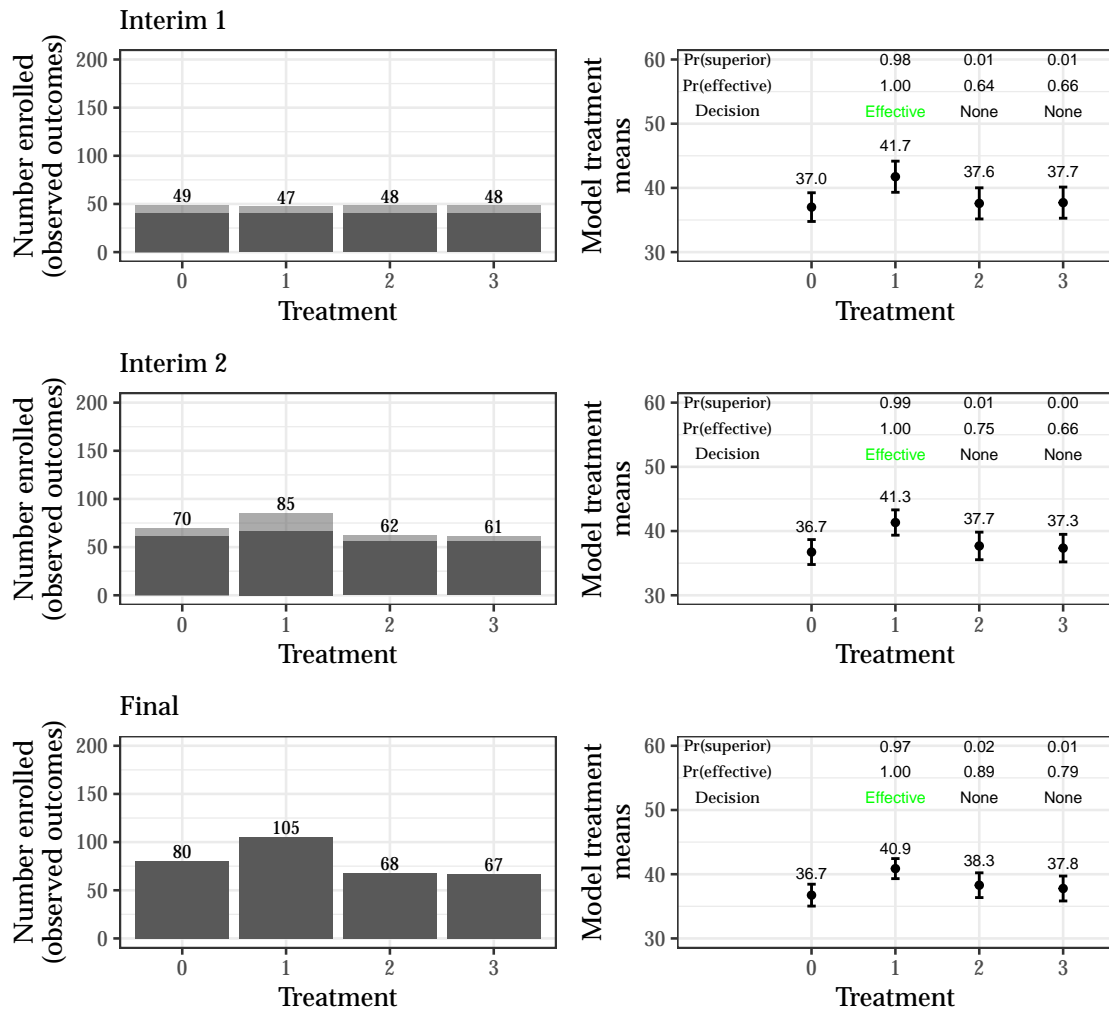 Interim 1
Number enrolled
(observed outcomes)
200
150
100
50
0
49 47 48 48
0 1 2 3
Treatment
Model treatment
means
60
50
40
30
Pr(superior) 0.98 0.01 0.01
Pr(effective) 1.00 0.64 0.66
Decision Effective None None
37.0 41.7 37.6 37.7
0 1 2 3
Treatment
Interim 2
Number enrolled
(observed outcomes)
200
150
100
50
0
70 85 62 61
0 1 2 3
Treatment
Model treatment
means
60
50
40
30
Pr(superior) 0.99 0.01 0.00
Pr(effective) 1.00 0.75 0.66
Decision Effective None None
36.7 41.3 37.7 37.3
0 1 2 3
Treatment
Final
Number enrolled
(observed outcomes)
200
150
100
50
0
80 105 68 67
0 1 2 3
Treatment
Model treatment
means
60
50
40
30
Pr(superior) 0.97 0.02 0.01
Pr(effective) 1.00 0.89 0.79
Decision Effective None None
36.7 40.9 38.3 37.8
0 1 2 3
Treatment